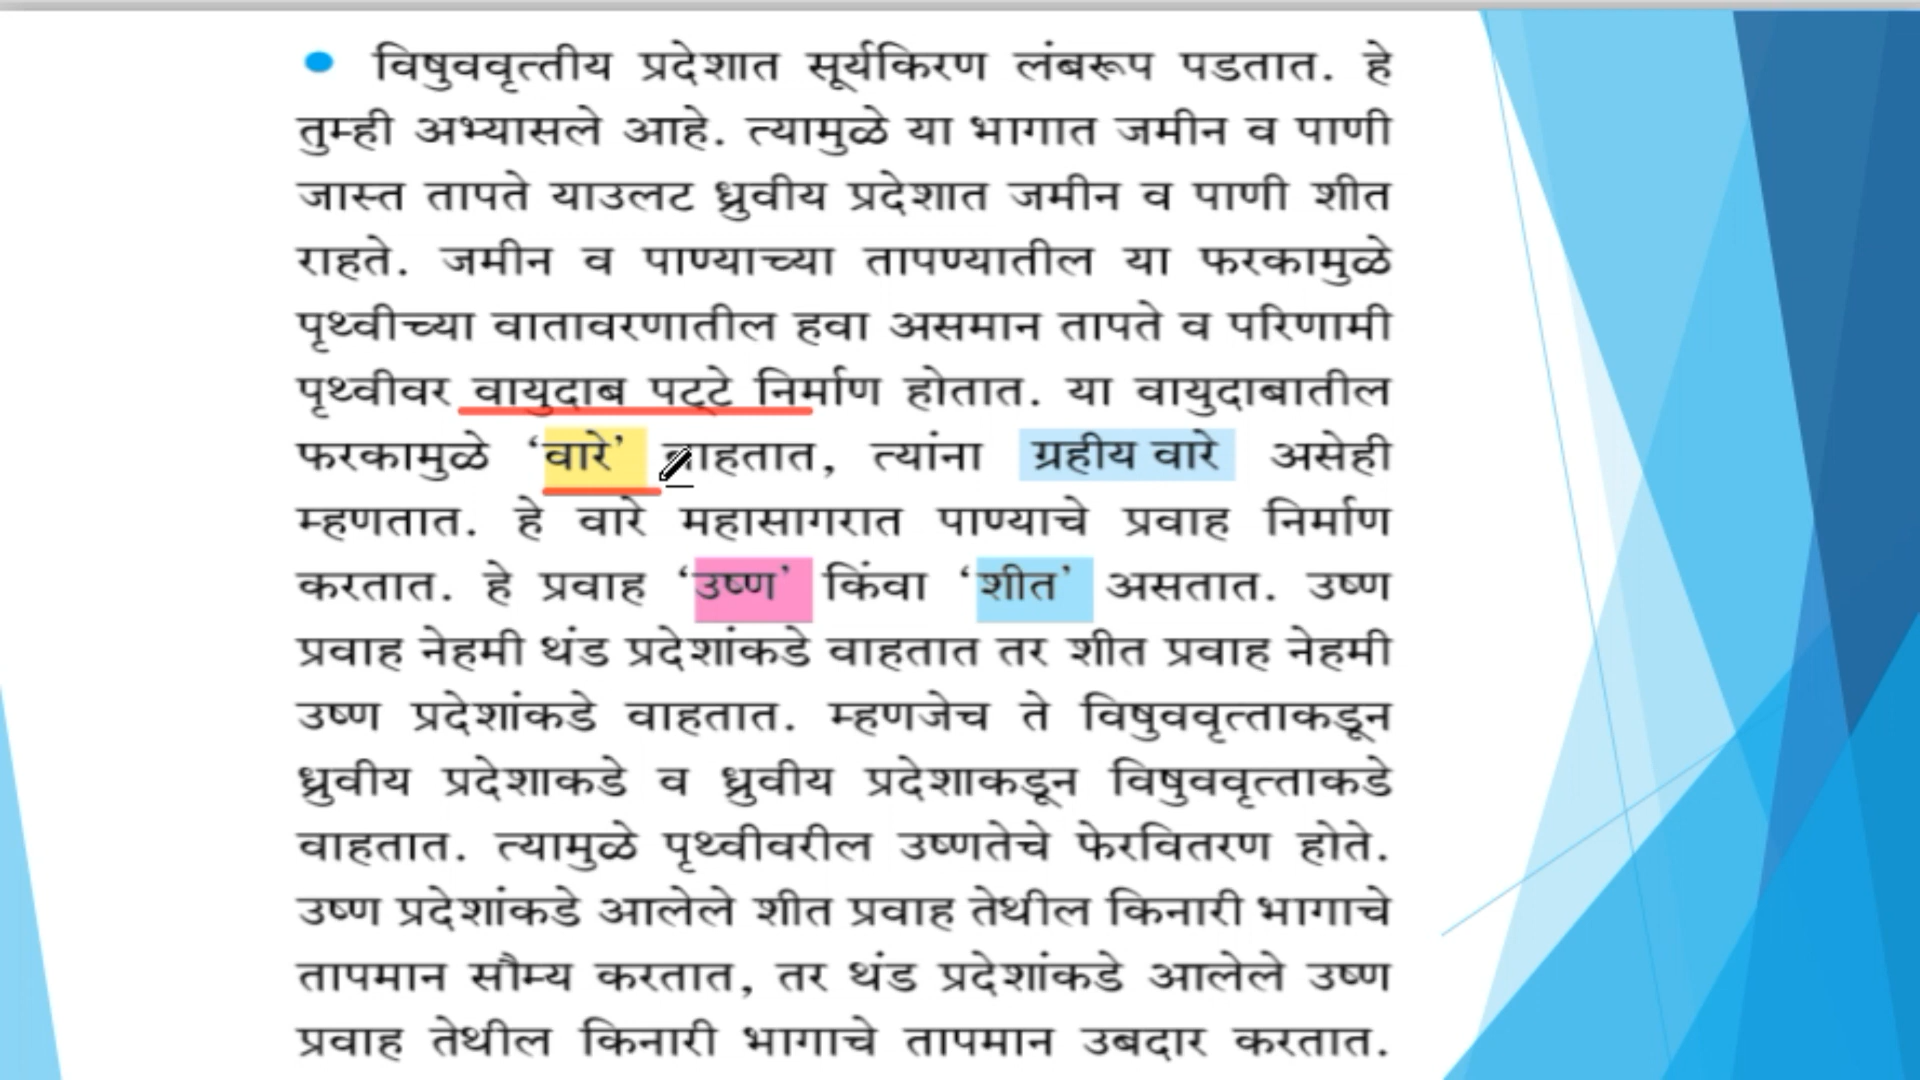 विषुववृत्तीय प्रदेशात सूर्यकिरण लंबरूप पडतात. हे
तुम्ही अभ्यासले आहे. त्यामुळे या भागात जमीन व पाणी
जास्त तापते याउलट ध्रुवीय प्रदेशात जमीन व पाणी शीत
राहते. जमीन व पाण्याच्या तापण्यातील या फरकामुळे
पृथ्वीच्या वातावरणातील हवा असमान तापते व परिणामी
पृथ्वीवर वायुदाब पट्टे निर्माण होतात. या वायुदाबातील
फरकामुळे ‘वारे’ वाहतात, त्यांना ग्रहीय वारे असेही
म्हणतात. हे वारे महासागरात पाण्याचे प्रवाह निर्माण
करतात. हे प्रवाह ‘उष्ण’ किंवा ‘शीत’ असतात. उष्ण
प्रवाह नेहमी थंड प्रदेशांकडे वाहतात तर शीत प्रवाह नेहमी
उष्ण प्रदेशांकडे वाहतात. म्हणजेच ते विषुववृत्ताकडून
ध्रुवीय प्रदेशाकडे व ध्रुवीय प्रदेशाकडून विषुववृत्ताकडे
वाहतात. त्यामुळे पृथ्वीवरील उष्णतेचे फेरवितरण होते.
उष्ण प्रदेशांकडे आलेले शीत प्रवाह तेथील किनारी भागाचे
तापमान सौम्य करतात, तर थंड प्रदेशांकडे आलेले उष्ण
प्रवाह तेथील किनारी भागाचे तापमान उबदार करतात.